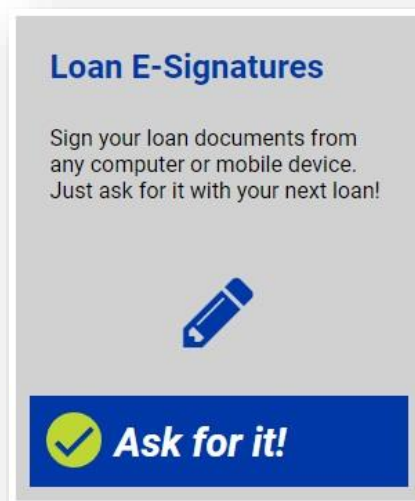 Loan E-Signatures
Sign your loan documents from
any computer or mobile device.
Just ask for it with your next loan!
Ask for it!